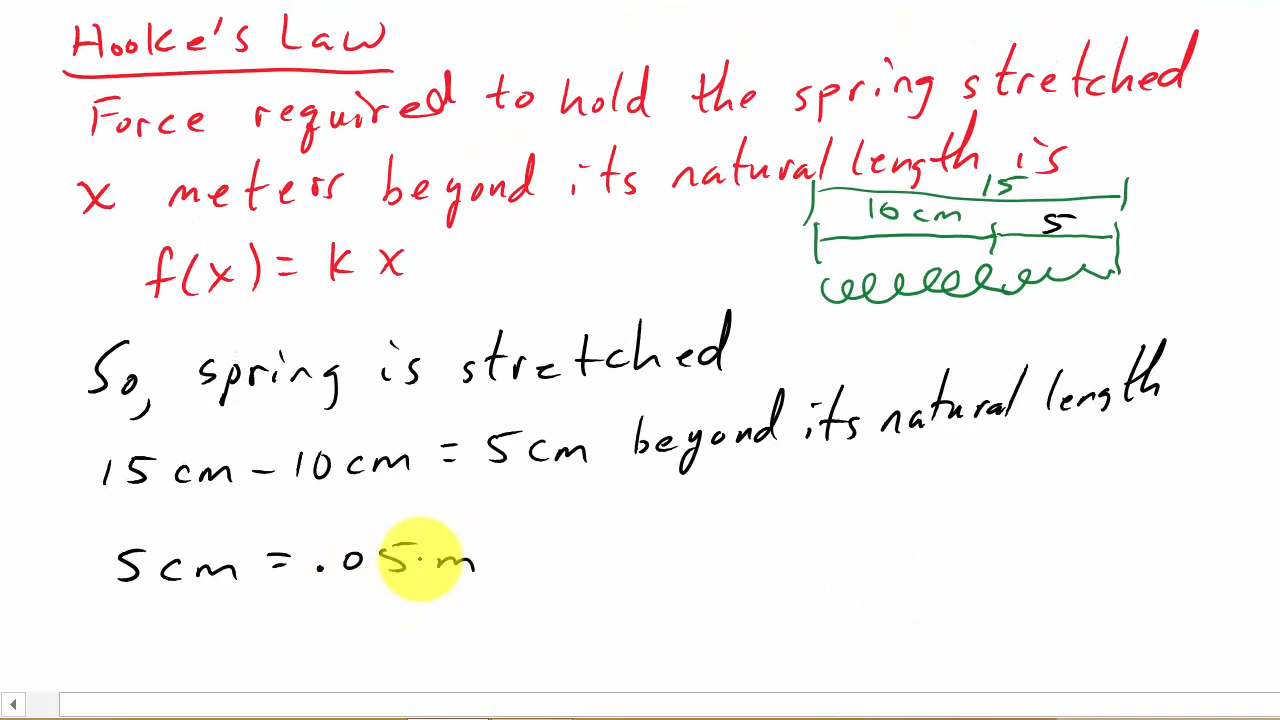 Hooke's Law
Force required to hold the spring stretched
x meters beyond its natural length is
15
10 cm 5
f(x) = k x
So, spring is stretched
15 cm - 10 cm = 5 cm beyond its natural length
5 cm = .05 m